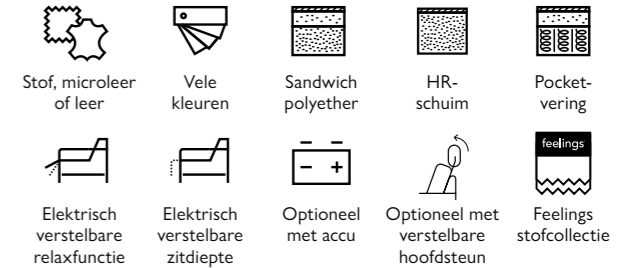 Stof, microleer
of leer
Vele
kleuren
Sandwich
polyether
HR-
schuim
Pocket-
vering
Elektrisch
verstelbare
relaxfunctie
Elektrisch
verstelbare
zitdiepte
Optioneel
met accu
Optioneel met
verstelbare
hoofdsteun
feelings
Feelings
stofcollectie